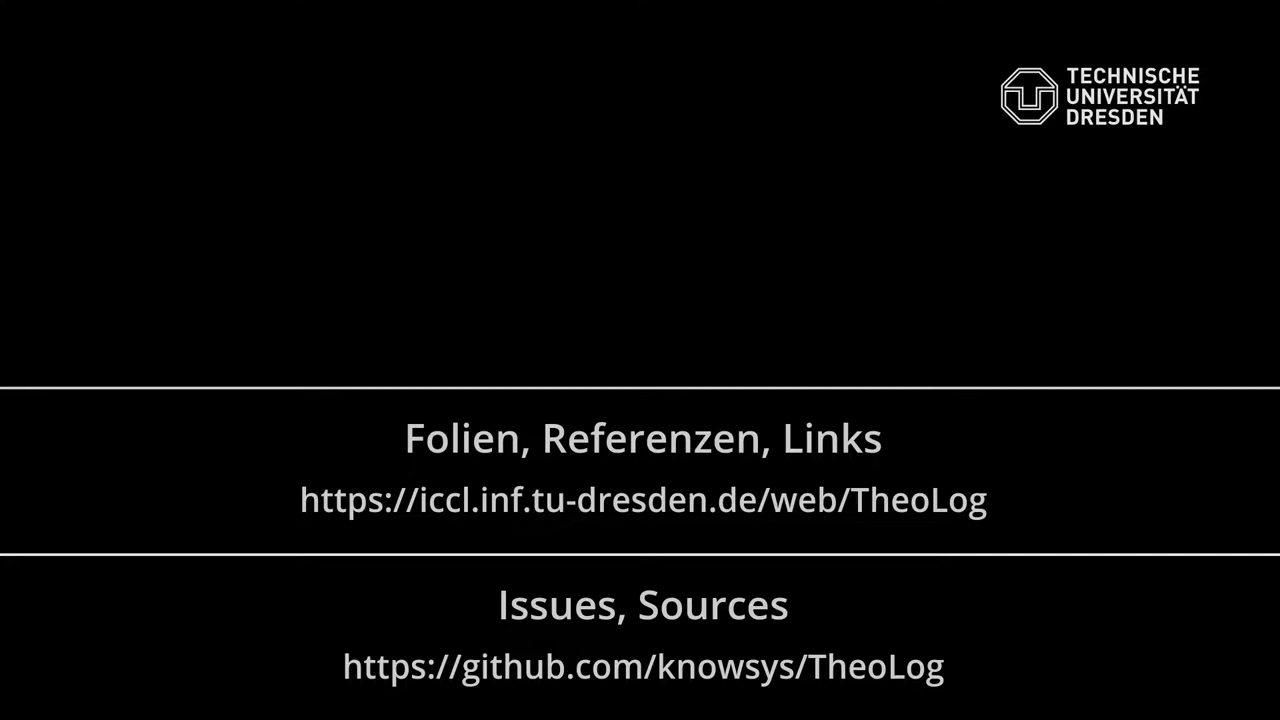 TECHNISCHE
UNIVERSITÄT
DRESDEN
Folien, Referenzen, Links
https://iccl.inf.tu-dresden.de/web/TheoLog
Issues, Sources
https://github.com/knowsys/TheoLog